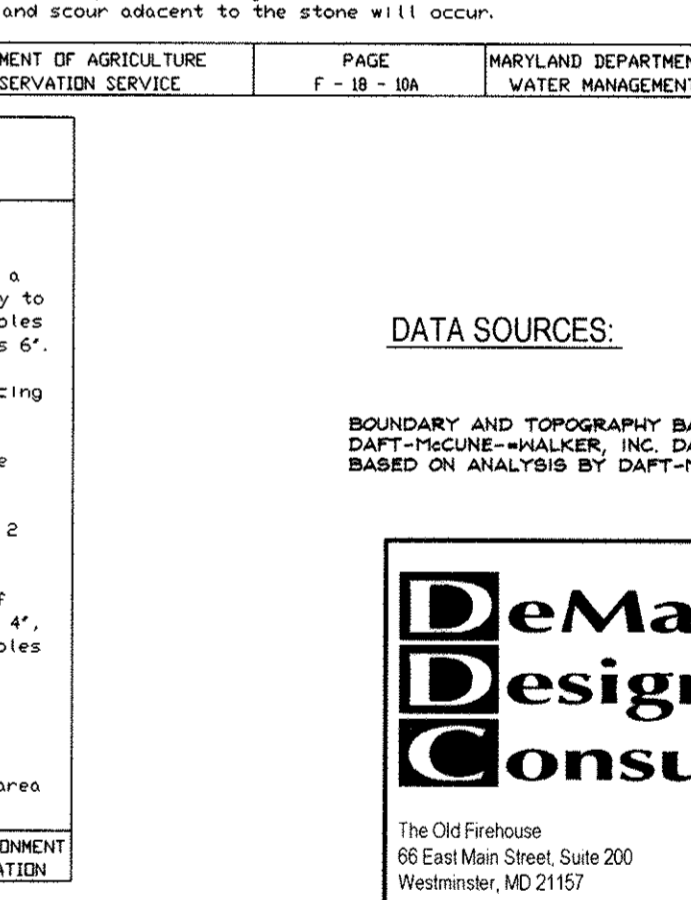 and scour adacent to the stone will occur.
MENT OF AGRICULTURE
SERVATION SERVICE
PAGE
F - 18 - 10A
MARYLAND DEPARTMEN
WATER MANAGEMENT
a
y to
ples
s 6".
cing
e
2
f
4",
ples
area
ONMENT
ATION
DATA SOURCES:
BOUNDARY AND TOPOGRAPHY BA
DAFT-McCUNE-=WALKER, INC. DA
BASED ON ANALYSIS BY DAFT-M
DeMa
Design
Consu
The Old Firehouse
66 East Main Street, Suite 200
Westminster, MD 21157